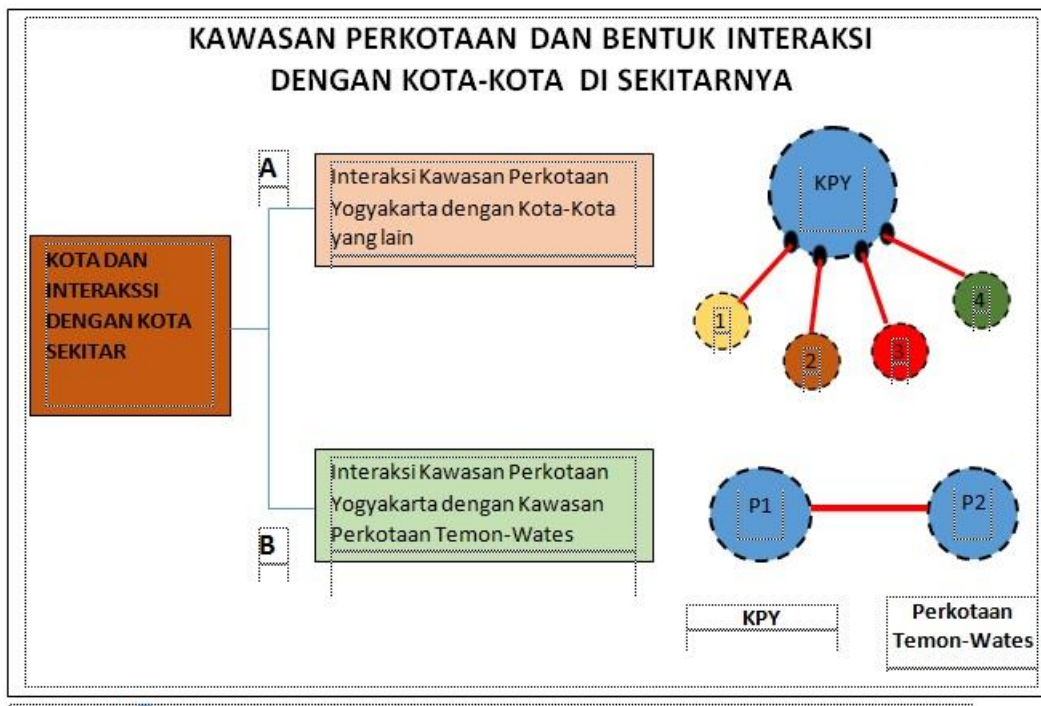 KAWASAN PERKOTAAN DAN BENTUK INTERAKSI
DENGAN KOTA-KOTA DI SEKITARNYA
A
Interaksi Kawasan Perkotaan
Yogyakarta dengan Kota-Kota
yang lain
KPY
KOTA DAN
INTERAKSSI
DENGAN KOTA
SEKITAR
1
2
3
4
Interaksi Kawasan Perkotaan
Yogyakarta dengan Kawasan
Perkotaan Temon-Wates
B
P1
P2
KPY
Perkotaan
Temon-Wates